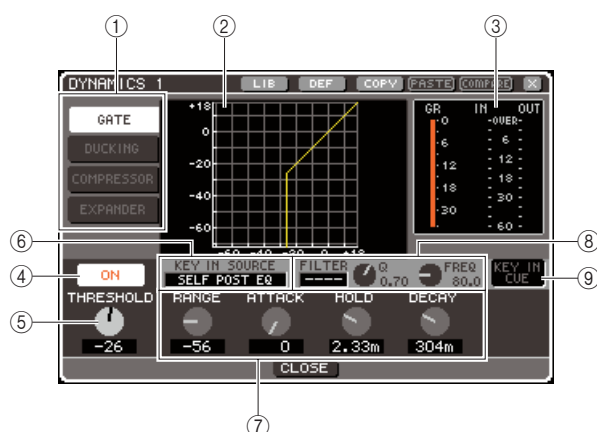 ① ② ③
DYNAMICS 1 LIB DEF COPY PASTE COMPARE X
GATE
DUCKING
COMPRESSOR
EXPANDER
+18
0
-20
-40
-60
GR IN OUT
0 -OVER-
6 6
12 12
18 18
30 30
60
⑥ ⑧
④ ON
KEY IN SOURCE
SELF POST EQ
FILTER
----
Q
0.70
FREQ
80.0
KEY IN
CUE
⑨
⑤ THRESHOLD RANGE ATTACK HOLD DECAY
-26 -56 0 2.33m 304m
CLOSE
⑦